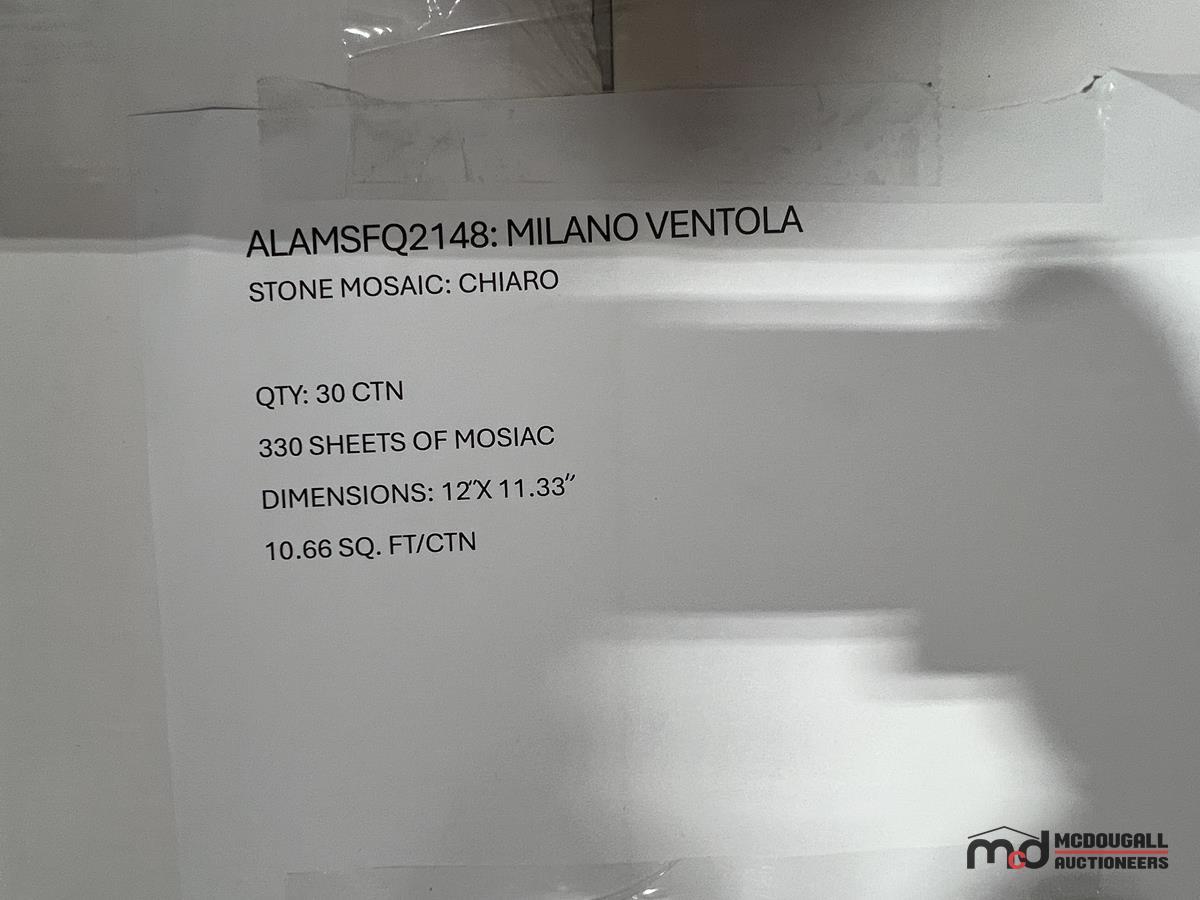 ALAMSFQ2148: MILANO VENTOLA
STONE MOSAIC: CHIARO
QTY: 30 CTN
330 SHEETS OF MOSIAC
DIMENSIONS: 12"X 11.33"
10.66 SQ. FT/CTN
mcd MCDOUGALL
AUCTIONEERS